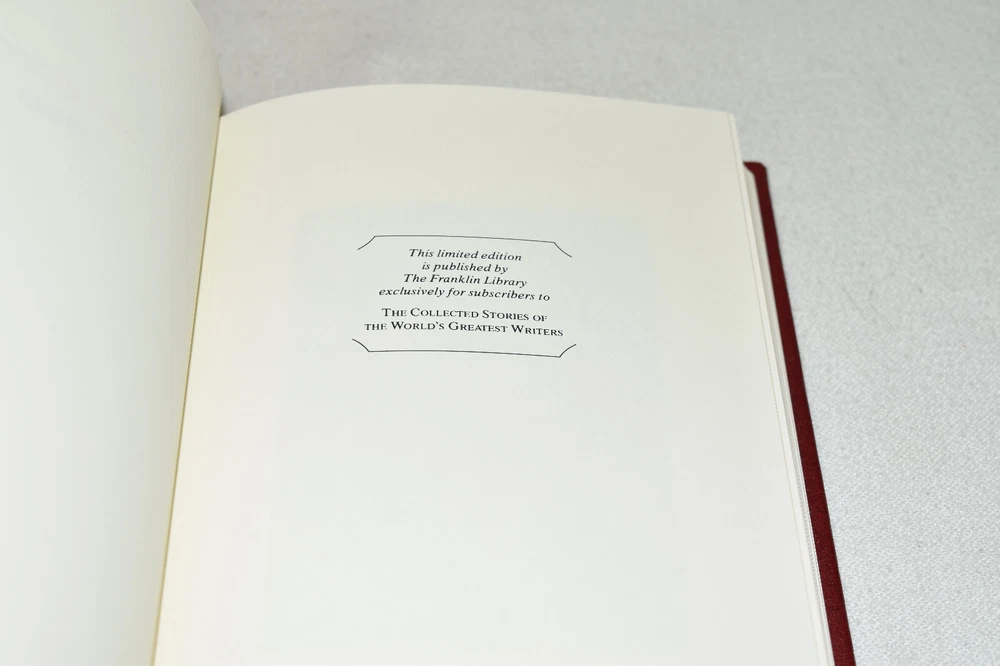 This limited edition
is published by
The Franklin Library
exclusively for subscribers to
THE COLLECTED STORIES OF
THE WORLD'S GREATEST WRITERS